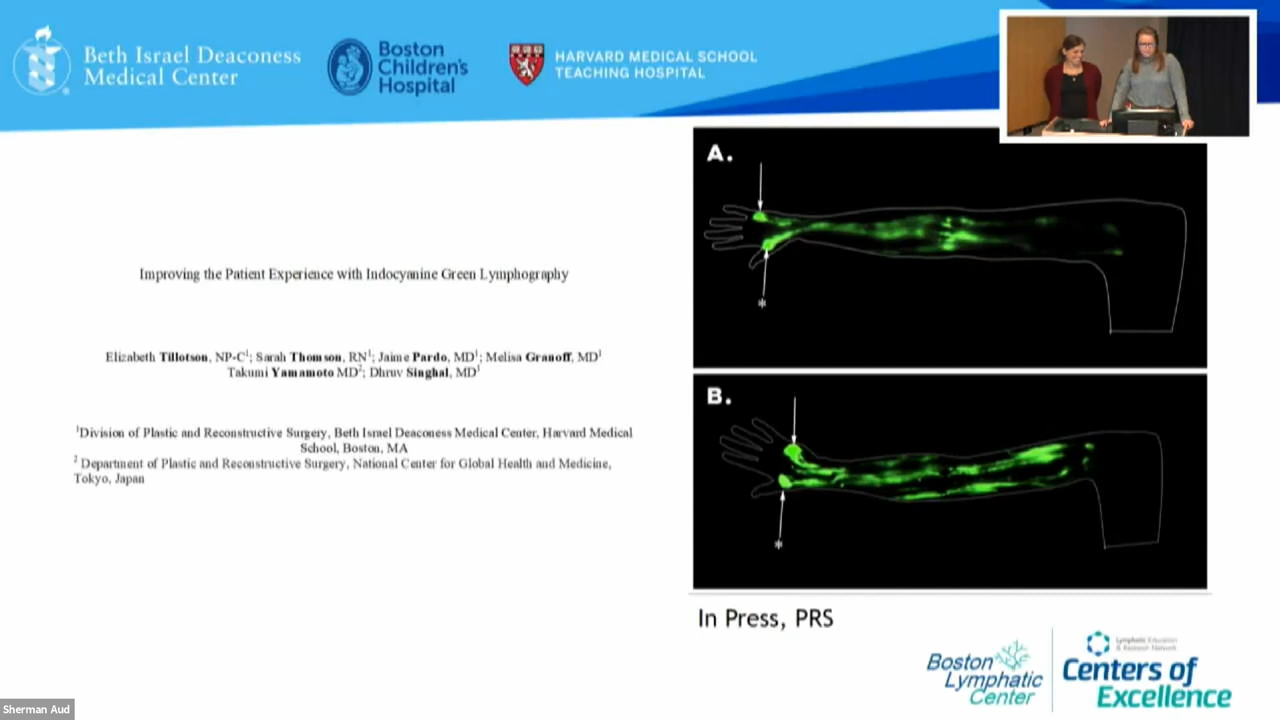 Beth Israel Deaconess
Medical Center
Boston
Children's
Hospital
HARVARD MEDICAL SCHOOL
TEACHING HOSPITAL
Improving the Patient Experience with Indocyanine Green Lymphography
Elizabeth Tillotson, NP-C¹; Sarah Thomson, RN¹; Jaime Pardo, MD¹; Melisa Granoff, MD¹
Takumi Yamamoto MD²; Dhruv Singhal, MD¹
¹Division of Plastic and Reconstructive Surgery, Beth Israel Deaconess Medical Center, Harvard Medical
School, Boston, MA
² Department of Plastic and Reconstructive Surgery, National Center for Global Health and Medicine,
Tokyo, Japan
A.
*
B.
*
In Press, PRS
Boston
Lymphatic
Center
Lymphatic Education
& Research Network
Centers of
Excellence
Sherman Aud